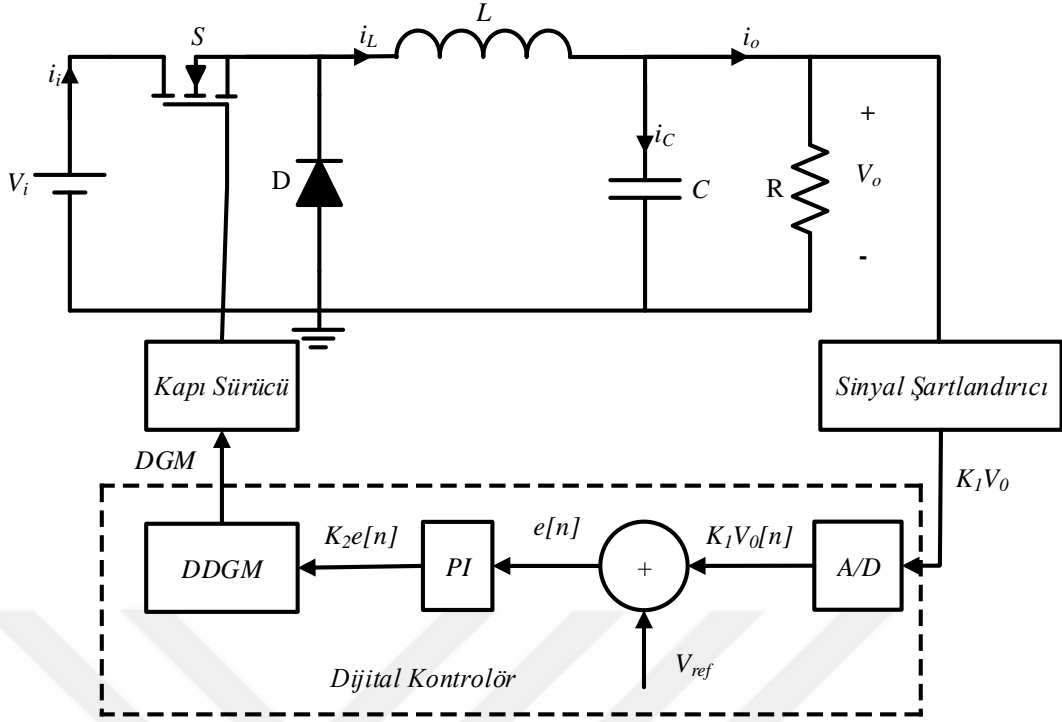 L
S
i_L
i_o
i_i
+
i_C
V_i
D
C
R
V_o
-
Kapı Sürücü
Sinyal Şartlandırıcı
DGM
K_1V_0
K_2e[n]
e[n]
K_1V_0[n]
DDGM
PI
+
A/D
V_ref
Dijital Kontrolör